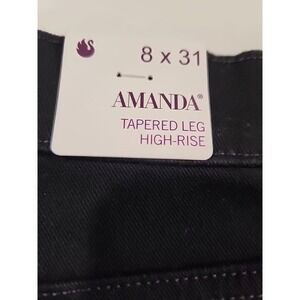 8 x 31
AMANDA®
TAPERED LEG
HIGH-RISE